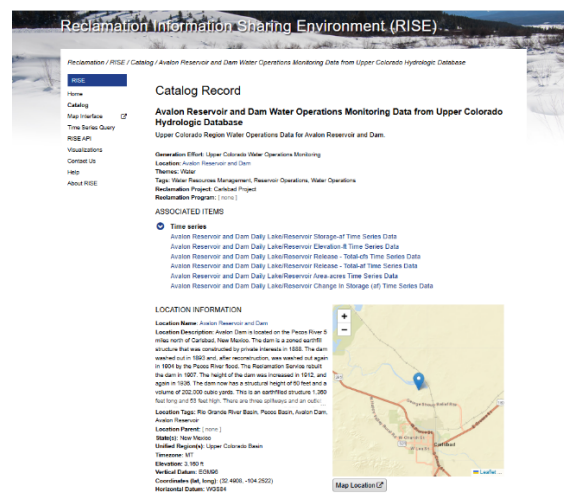 Reclamation Information Sharing Environment (RISE)
Reclamation / RISE / Catalog / Avalon Reservoir and Dam Water Operations Monitoring Data from Upper Colorado Hydrologic Database
RISE
Home
Catalog
Map Interface
Time Series Query
RISE API
Visualizations
Contact Us
Help
About RISE
Catalog Record
Avalon Reservoir and Dam Water Operations Monitoring Data from Upper Colorado
Hydrologic Database
Upper Colorado Region Water Operations Data for Avalon Reservoir and Dam.
Generation Effort: Upper Colorado Water Operations Monitoring
Location: Avalon Reservoir and Dam
Themes: Water
Tags: Water Resources Management, Reservoir Operations, Water Operations
Reclamation Project: Carlsbad Project
Reclamation Program: [ none ]
ASSOCIATED ITEMS
Time series
Avalon Reservoir and Dam Daily Lake/Reservoir Storage-af Time Series Data
Avalon Reservoir and Dam Daily Lake/Reservoir Elevation-ft Time Series Data
Avalon Reservoir and Dam Daily Lake/Reservoir Release - Total-cfs Time Series Data
Avalon Reservoir and Dam Daily Lake/Reservoir Release - Total-af Time Series Data
Avalon Reservoir and Dam Daily Lake/Reservoir Area-acres Time Series Data
Avalon Reservoir and Dam Daily Lake/Reservoir Change in Storage (af) Time Series Data
LOCATION INFORMATION
Location Name: Avalon Reservoir and Dam
Location Description: Avalon Dam is located on the Pecos River 5
miles north of Carlsbad, New Mexico. The dam is a zoned earthfill
structure that was constructed by private interests in 1888. The dam
washed out in 1893 and, after reconstruction, was washed out again
in 1904 by the Pecos River flood. The Reclamation Service rebuilt
the dam in 1907. The height of the dam was increased in 1912, and
again in 1936. The dam now has a structural height of 60 feet and a
volume of 202,000 cubic yards. This is an earthfilled structure 1,360
feet long and 53 feet high. There are three spillways and an outlet
Location Tags: Rio Grande River Basin, Pecos Basin, Avalon Dam,
Avalon Reservoir
Location Parent: [ none ]
State(s): New Mexico
Unified Region(s): Upper Colorado Basin
Timezone: MT
Elevation: 3,160 ft
Vertical Datum: EGM96
Coordinates (lat, long): (32.4908, -104.2522)
Horizontal Datum: WGS84
+
−
Carlsbad
Leaflet
Map Location